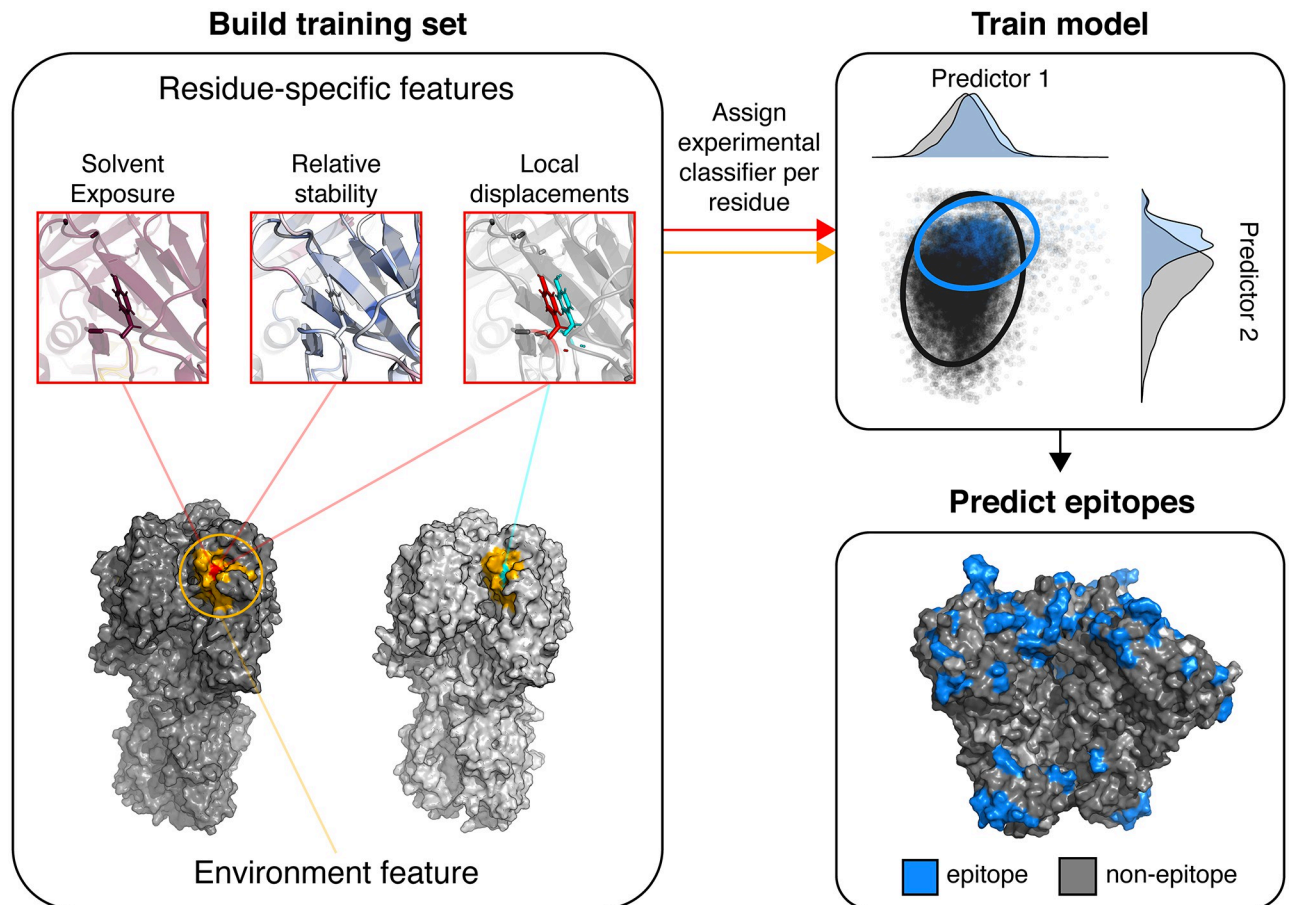 Build training set
Residue-specific features
Solvent
Exposure
Relative
stability
Local
displacements
Environment feature
Assign
experimental
classifier per
residue
Train model
Predictor 1
Predictor 2
Predict epitopes
epitope
non-epitope